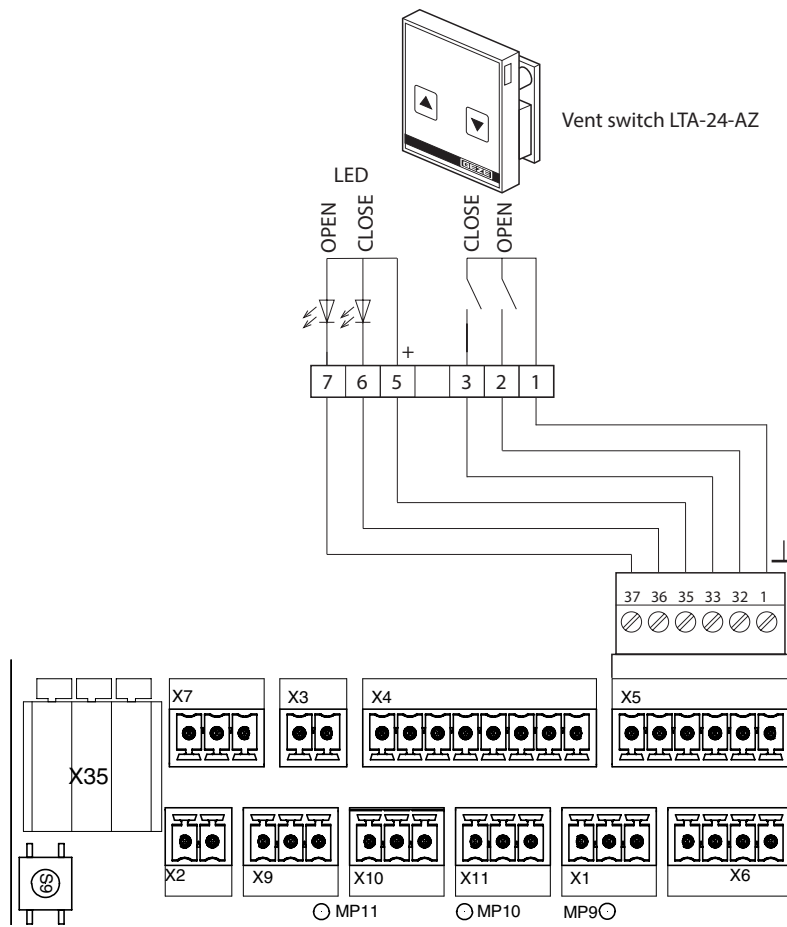 GEZE
Vent switch LTA-24-AZ
LED
OPEN
CLOSE
CLOSE
OPEN
+
7 6 5 3 2 1
37 36 35 33 32 1
X7
X3
X4
X5
X35
X2
X9
X10
X11
X1
X6
S9
MP11
MP10
MP9